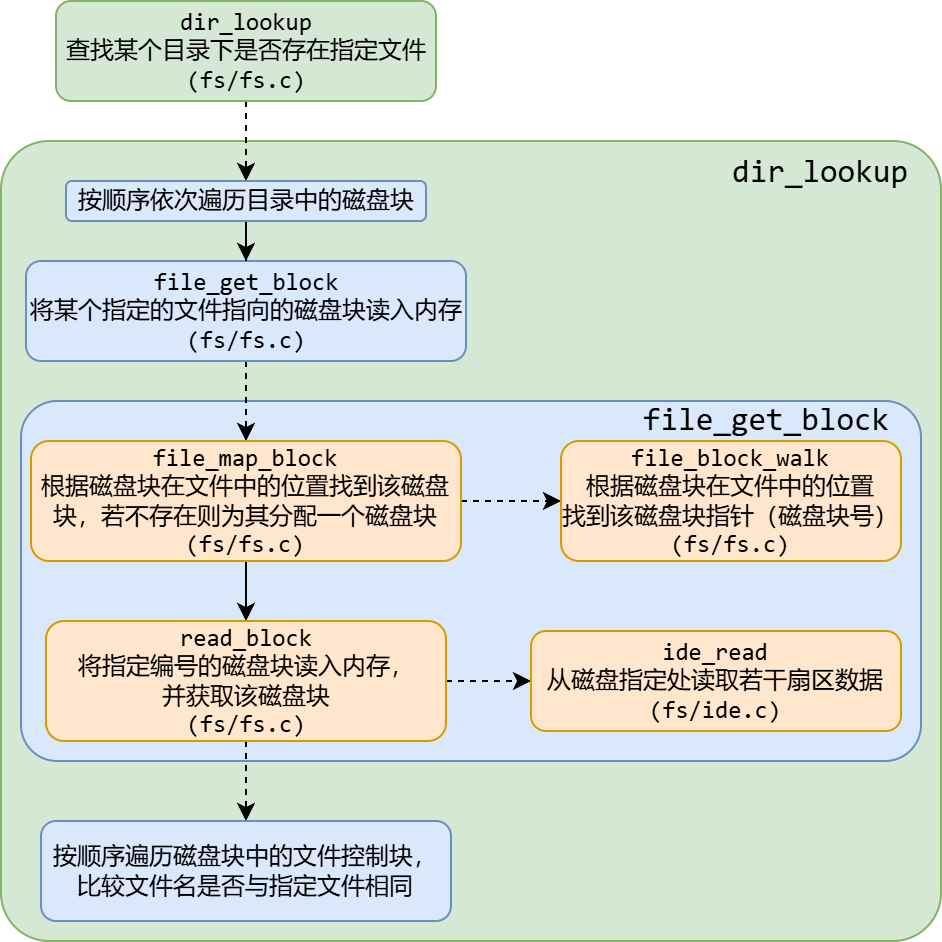 dir_lookup
查找某个目录下是否存在指定文件
(fs/fs.c)
dir_lookup
按顺序依次遍历目录中的磁盘块
file_get_block
将某个指定的文件指向的磁盘块读入内存
(fs/fs.c)
file_get_block
file_map_block
根据磁盘块在文件中的位置找到该磁盘
块，若不存在则为其分配一个磁盘块
(fs/fs.c)
file_block_walk
根据磁盘块在文件中的位置
找到该磁盘块指针（磁盘块号）
(fs/fs.c)
read_block
将指定编号的磁盘块读入内存，
并获取该磁盘块
(fs/fs.c)
ide_read
从磁盘指定处读取若干扇区数据
(fs/ide.c)
按顺序遍历磁盘块中的文件控制块，
比较文件名是否与指定文件相同